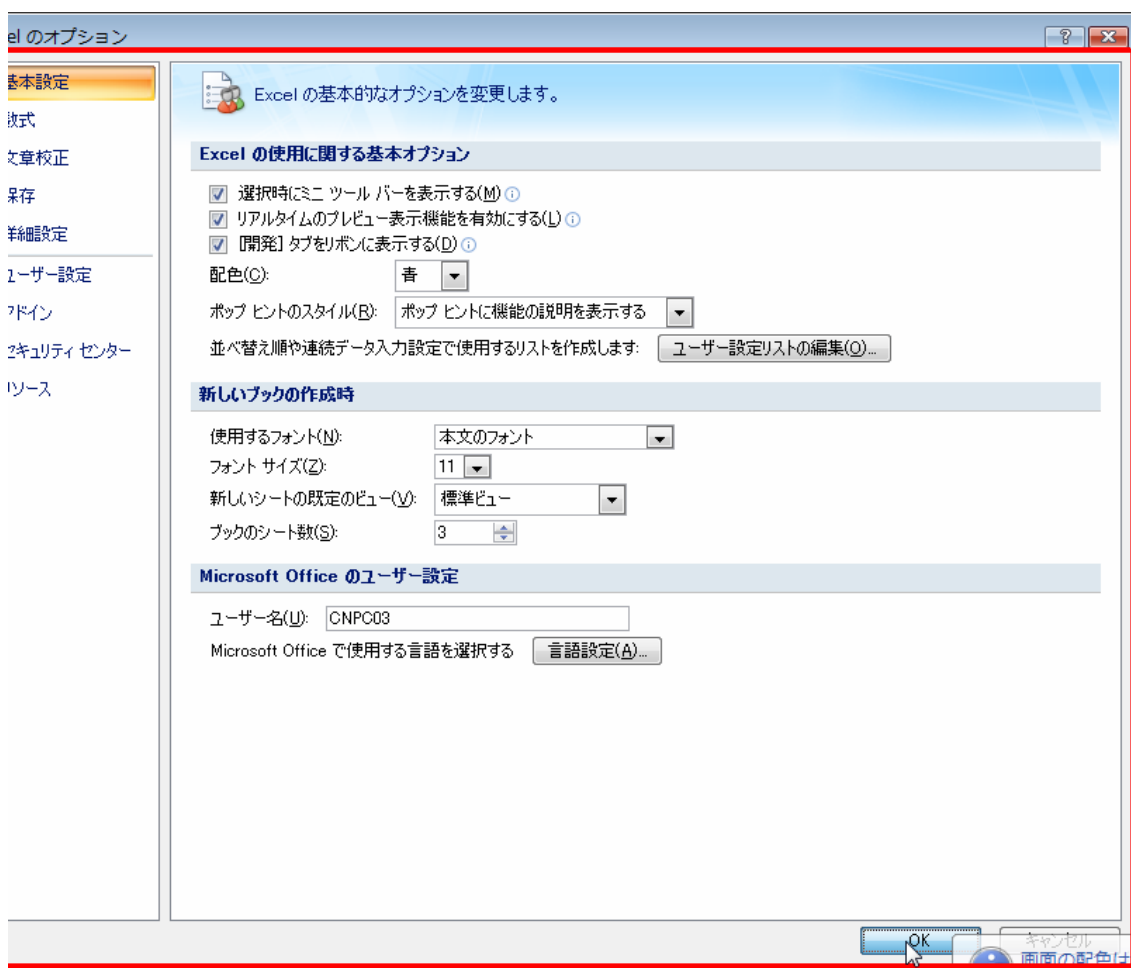 el のオプション
基本設定
数式
文章校正
保存
詳細設定
ユーザー設定
アドイン
セキュリティ センター
リソース
Excel の基本的なオプションを変更します。
Excel の使用に関する基本オプション
選択時にミニ ツール バーを表示する(M)
リアルタイムのプレビュー表示機能を有効にする(L)
[開発] タブをリボンに表示する(D)
配色(C): 青
ポップ ヒントのスタイル(R): ポップ ヒントに機能の説明を表示する
並べ替え順や連続データ入力設定で使用するリストを作成します: ユーザー設定リストの編集(O)...
新しいブックの作成時
使用するフォント(N): 本文のフォント
フォント サイズ(Z): 11
新しいシートの既定のビュー(V): 標準ビュー
ブックのシート数(S): 3
Microsoft Office のユーザー設定
ユーザー名(U): CNPC03
Microsoft Office で使用する言語を選択する 言語設定(A)...
OK キャンセル
画面の配色は